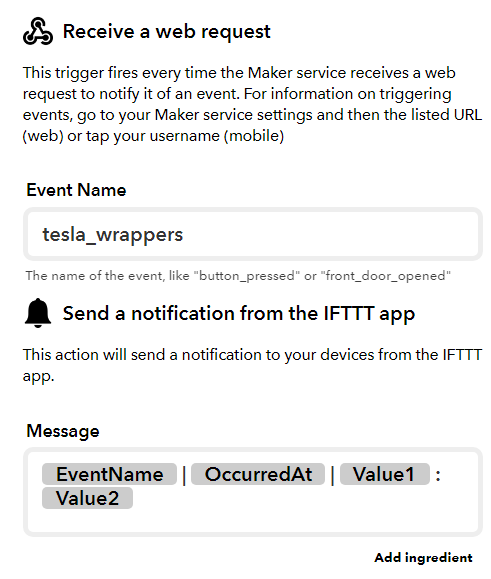 Receive a web request
This trigger fires every time the Maker service receives a web
request to notify it of an event. For information on triggering
events, go to your Maker service settings and then the listed URL
(web) or tap your username (mobile)
Event Name
tesla_wrappers
The name of the event, like "button_pressed" or "front_door_opened"
Send a notification from the IFTTT app
This action will send a notification to your devices from the IFTTT
app.
Message
EventName | OccurredAt | Value1 :
Value2
Add ingredient